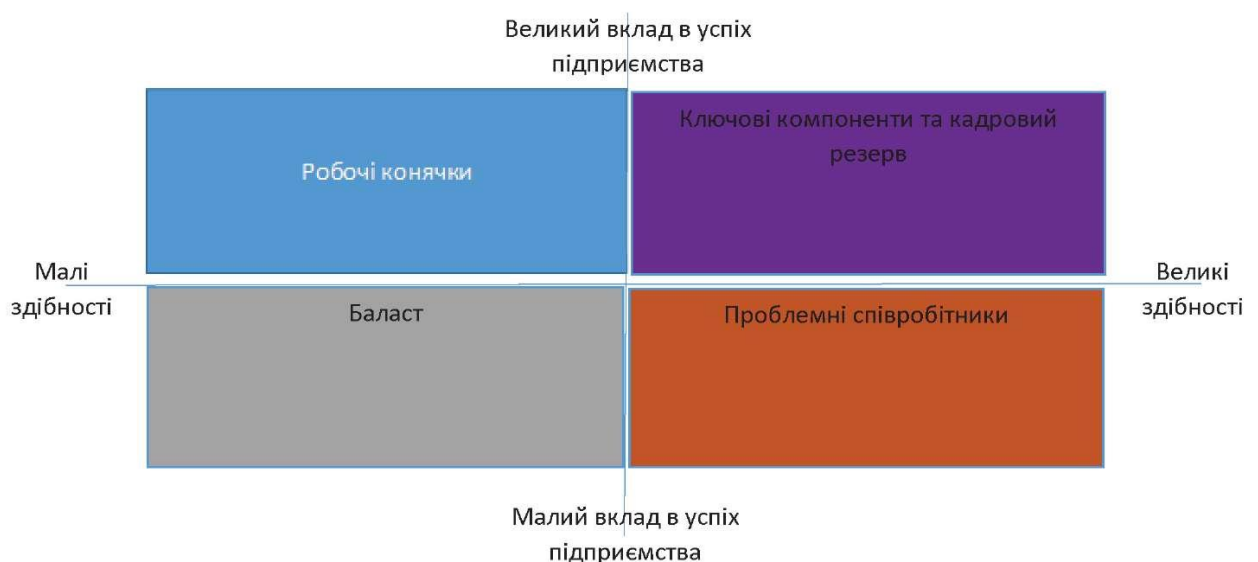 Великий вклад в успіх
підприємства
Робочі конячки
Ключові компоненти та кадровий
резерв
Малі
здібності
Великі
здібності
Баласт
Проблемні співробітники
Малий вклад в успіх
підприємства